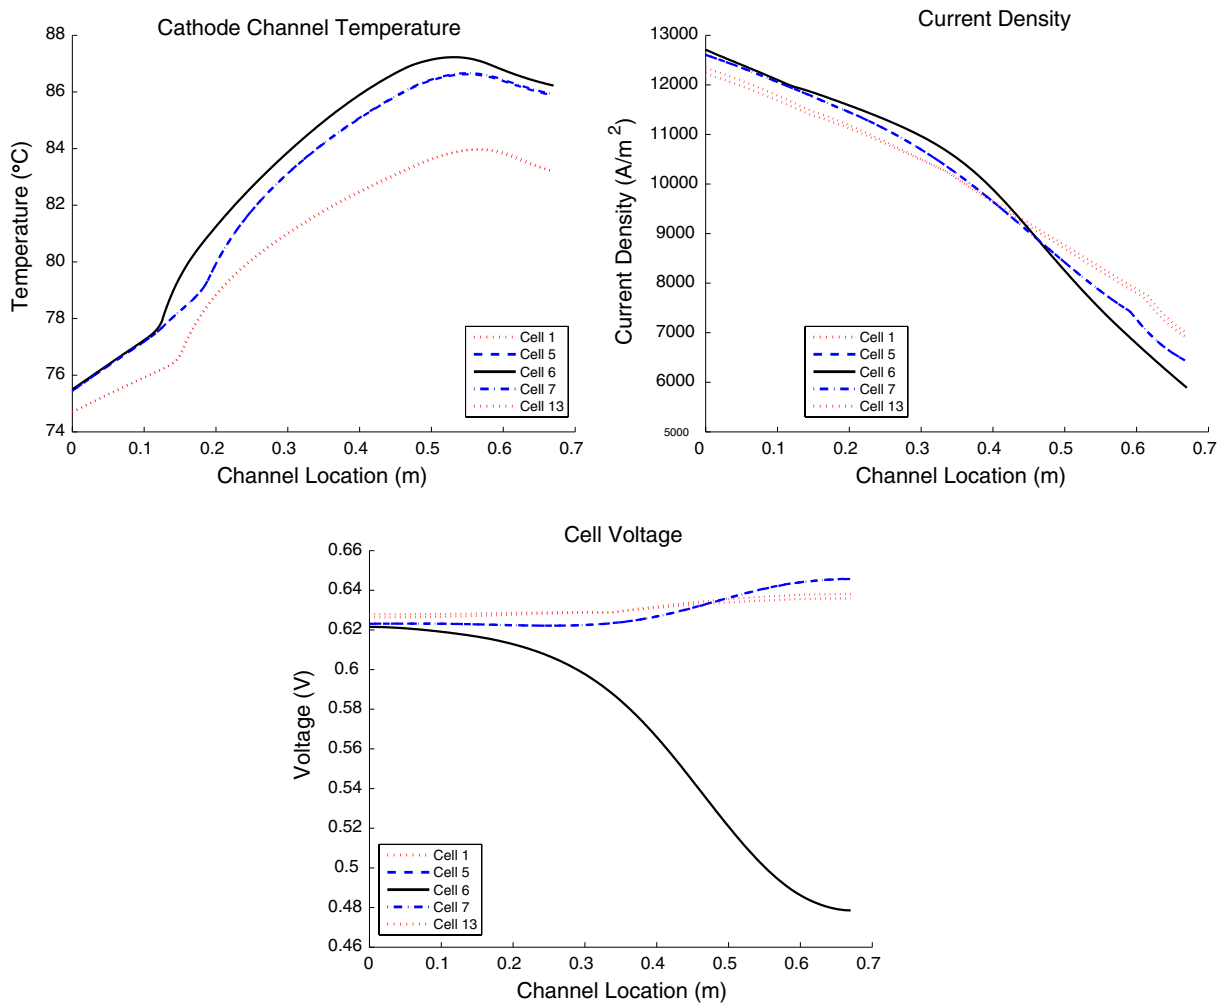 Cathode Channel Temperature
88
86
84
82
80
78
76
74
Temperature (°C)
Cell 1
Cell 5
Cell 6
Cell 7
Cell 13
0 0.1 0.2 0.3 0.4 0.5 0.6 0.7
Channel Location (m)
Current Density
13000
12000
11000
10000
9000
8000
7000
6000
5000
Current Density (A/m²)
Cell 1
Cell 5
Cell 6
Cell 7
Cell 13
0 0.1 0.2 0.3 0.4 0.5 0.6 0.7
Channel Location (m)
Cell Voltage
0.66
0.64
0.62
0.6
0.58
0.56
0.54
0.52
0.5
0.48
0.46
Voltage (V)
Cell 1
Cell 5
Cell 6
Cell 7
Cell 13
0 0.1 0.2 0.3 0.4 0.5 0.6 0.7
Channel Location (m)